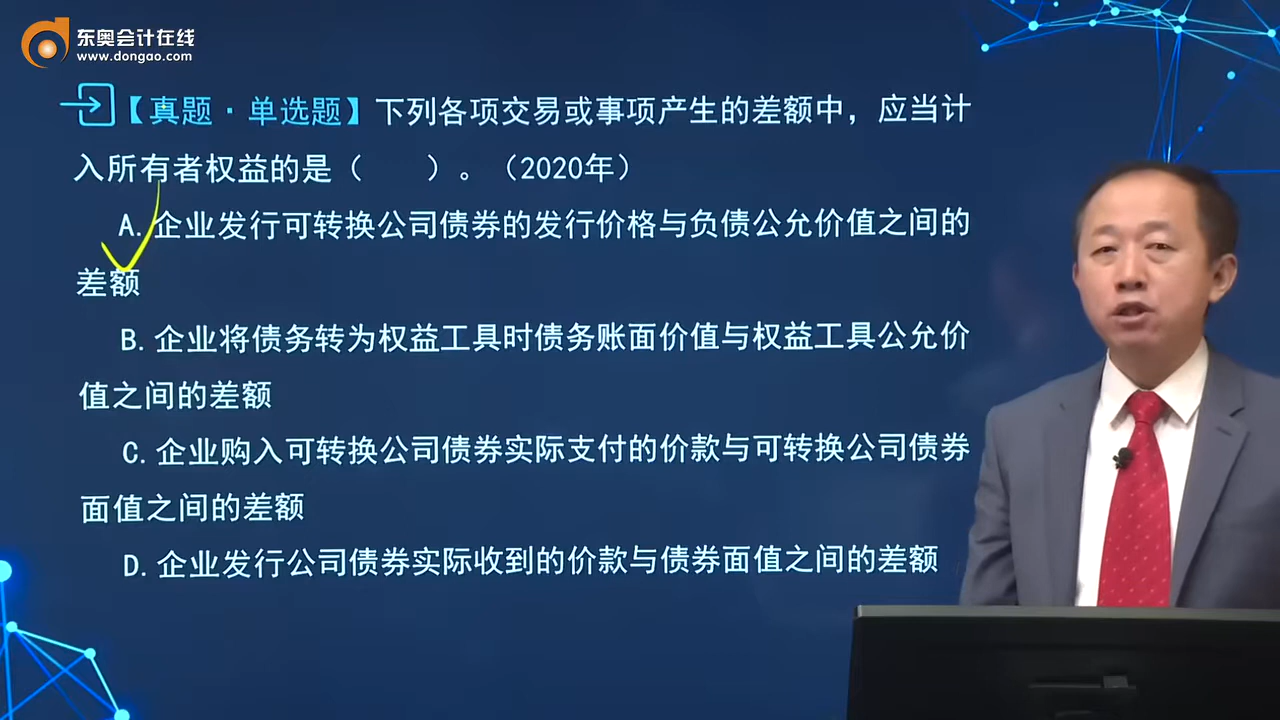 东奥会计在线
www.dongao.com
【真题·单选题】下列各项交易或事项产生的差额中，应当计
入所有者权益的是（　　）。（2020年）
A.企业发行可转换公司债券的发行价格与负债公允价值之间的
差额
B.企业将债务转为权益工具时债务账面价值与权益工具公允价
值之间的差额
C.企业购入可转换公司债券实际支付的价款与可转换公司债券
面值之间的差额
D.企业发行公司债券实际收到的价款与债券面值之间的差额